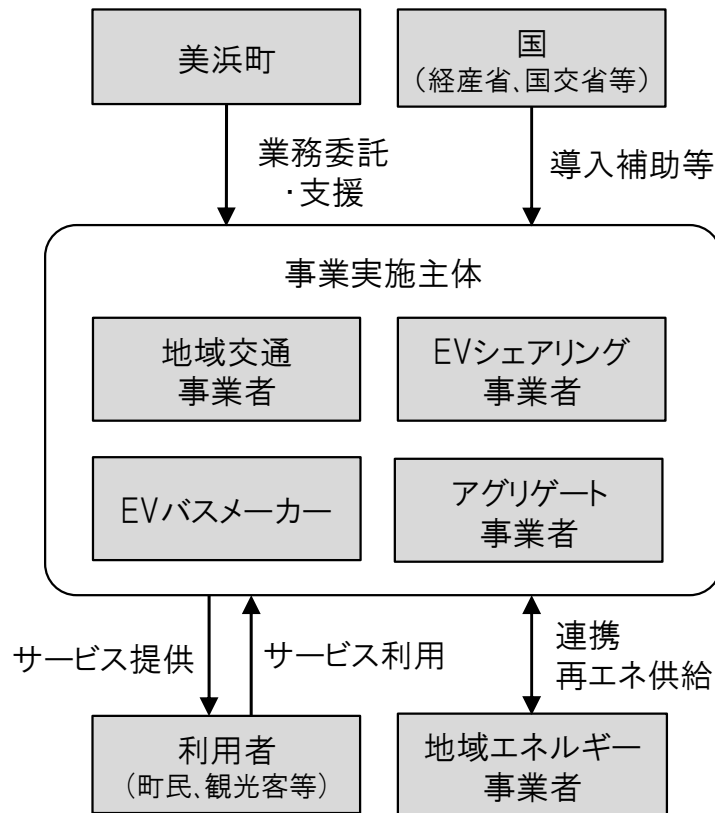 美浜町
国
（経産省、国交省等）
業務委託
・支援
導入補助等
事業実施主体
地域交通
事業者
EVシェアリング
事業者
EVバスメーカー
アグリゲート
事業者
サービス提供
サービス利用
連携
再エネ供給
利用者
（町民、観光客等）
地域エネルギー
事業者